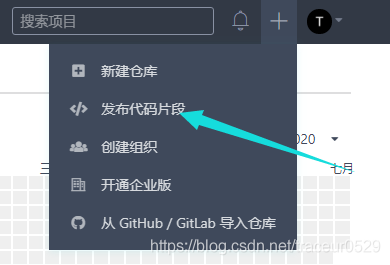 搜索项目
T
新建仓库
发布代码片段
创建组织
开通企业版
从 GitHub / GitLab 导入仓库
020
三
七月
https://blog.csdn.net/traceur0529